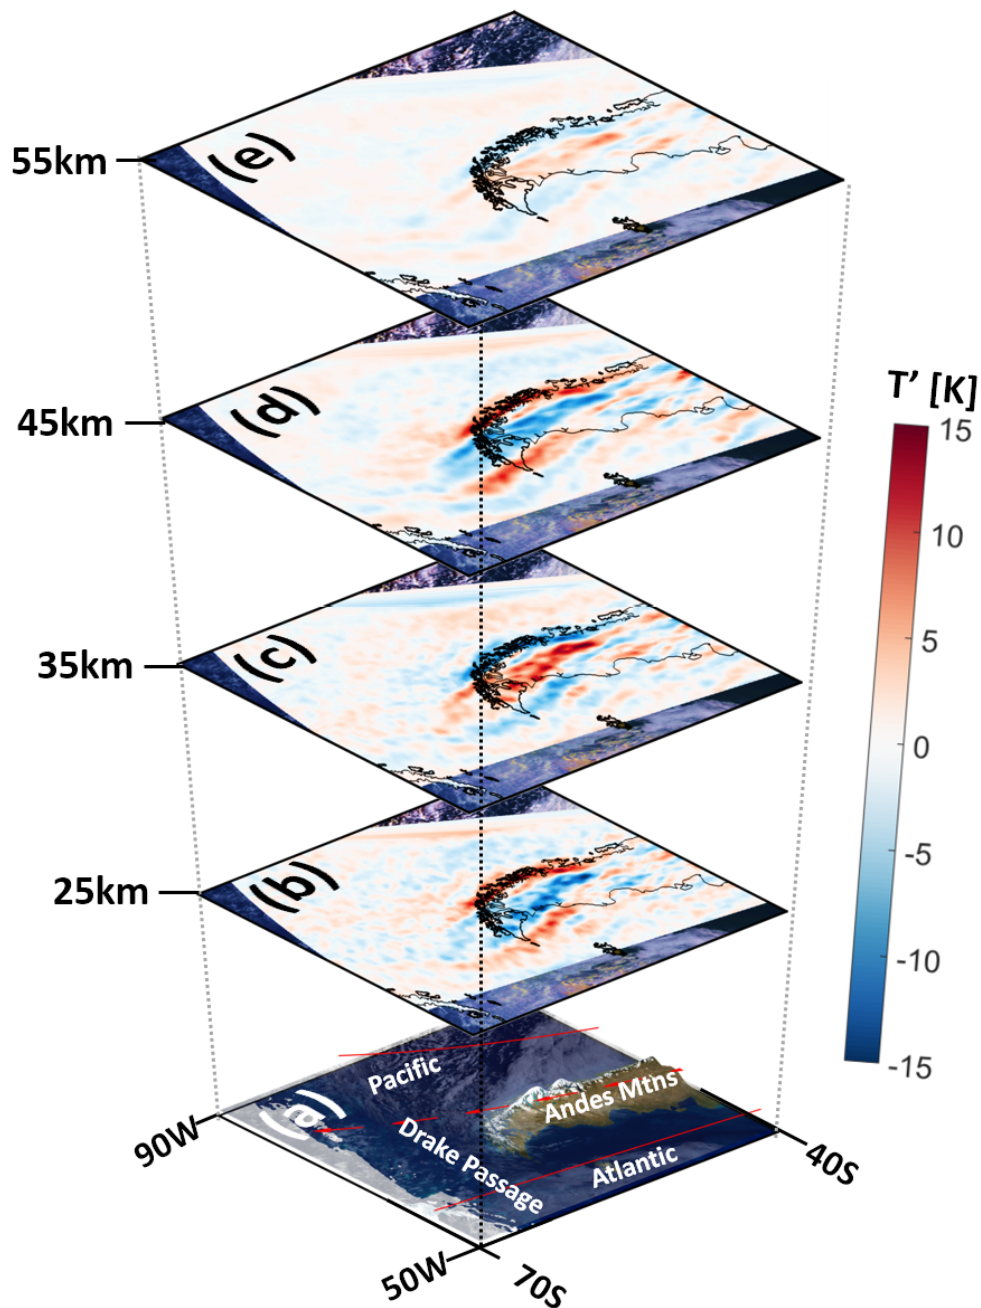 (e)
55km
(d)
45km
T’ [K]
15
10
5
0
-5
-10
-15
(c)
35km
(b)
25km
(a)
Pacific
Andes Mtns
Drake Passage
Atlantic
90W
40S
50W
70S